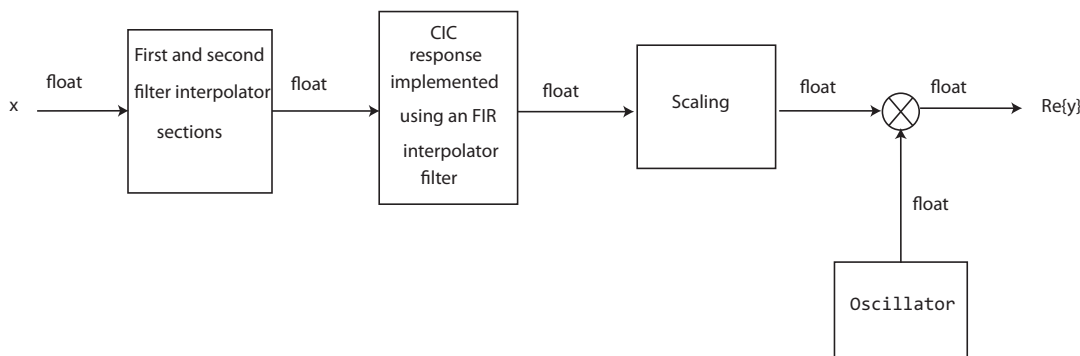 x
float
First and second
filter interpolator
sections
float
CIC
response
implemented
using an FIR
interpolator
filter
float
Scaling
float
float
Re{y}
float
Oscillator